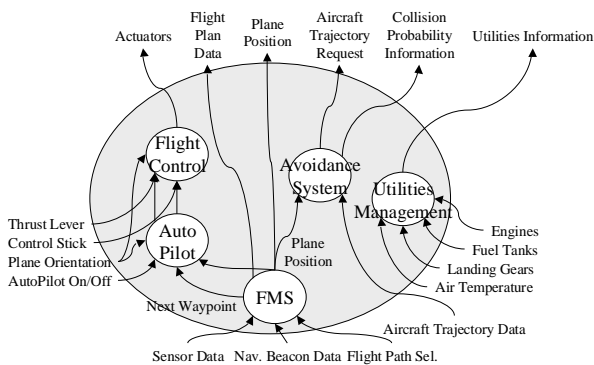 Flight
Plan
Data
Plane
Position
Aircraft
Trajectory
Request
Collision
Probability
Information
Actuators
Utilities Information
Flight
Control
Avoidance
System
Utilities
Management
Thrust Lever
Control Stick
Plane Orientation
AutoPilot On/Off
Auto
Pilot
Plane
Position
Engines
Fuel Tanks
Landing Gears
Air Temperature
Next Waypoint
FMS
Aircraft Trajectory Data
Sensor Data
Nav. Beacon Data
Flight Path Sel.